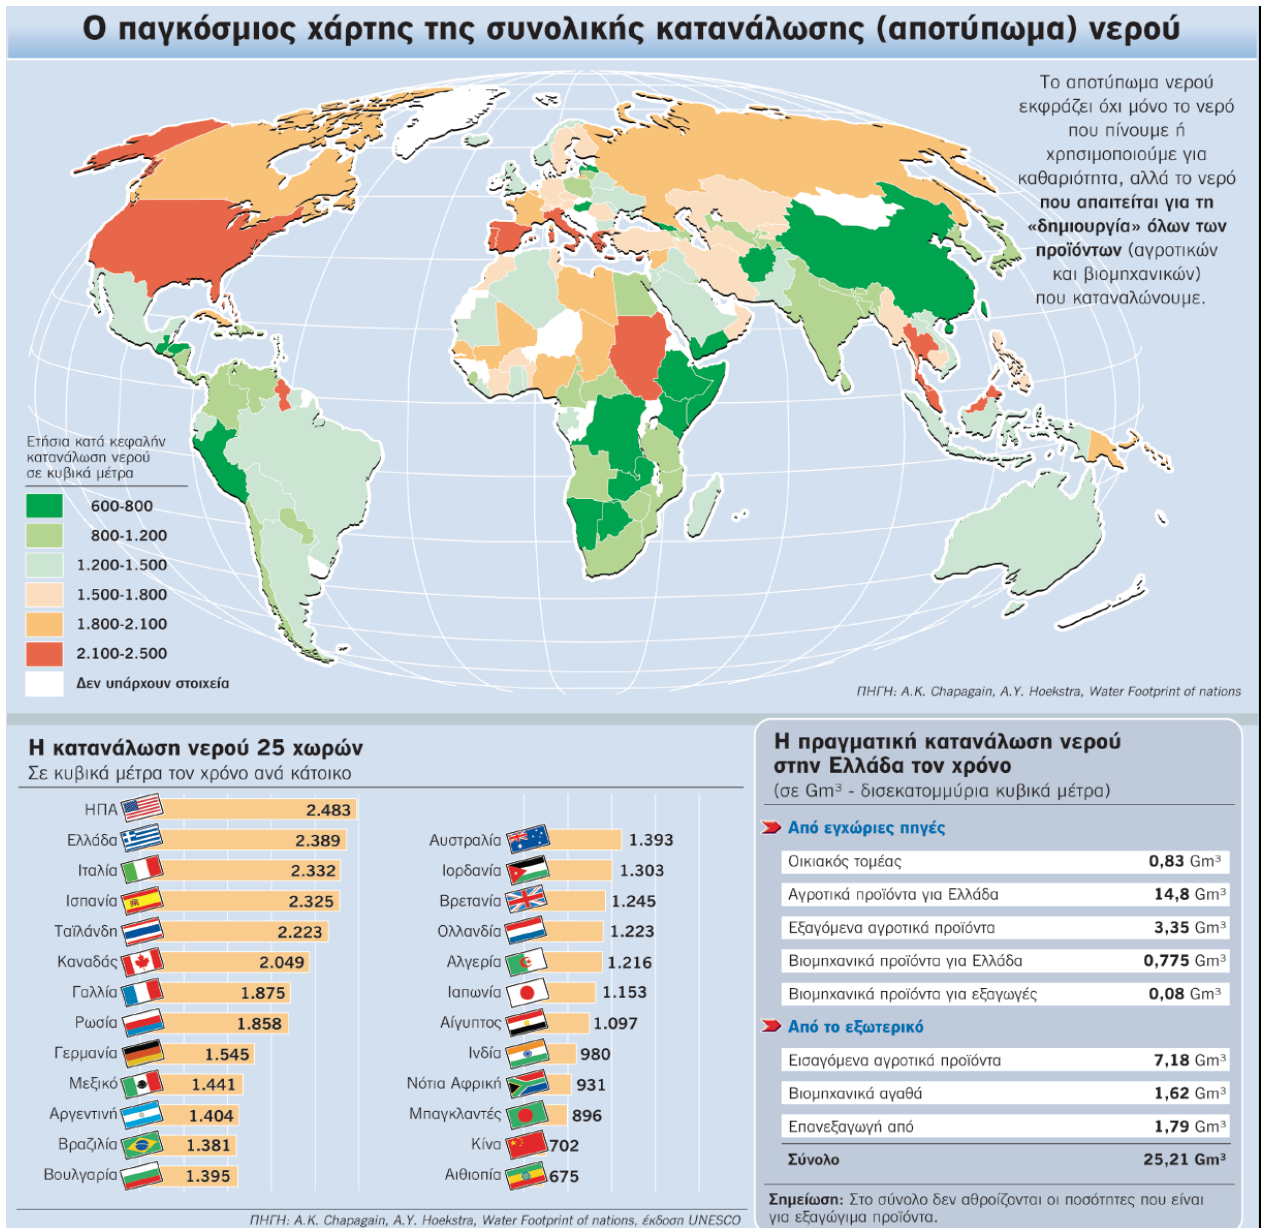 Ο παγκόσμιος χάρτης της συνολικής κατανάλωσης (αποτύπωμα) νερού
Το αποτύπωμα νερού
εκφράζει όχι μόνο το νερό
που πίνουμε ή
χρησιμοποιούμε για
καθαριότητα, αλλά το νερό
που απαιτείται για τη
«δημιουργία» όλων των
προϊόντων (αγροτικών
και βιομηχανικών)
που καταναλώνουμε.
Ετήσια κατά κεφαλήν
κατανάλωση νερού
σε κυβικά μέτρα
600-800
800-1.200
1.200-1.500
1.500-1.800
1.800-2.100
2.100-2.500
Δεν υπάρχουν στοιχεία
ΠΗΓΗ: A.K. Chapagain, A.Y. Hoekstra, Water Footprint of nations
Η κατανάλωση νερού 25 χωρών
Σε κυβικά μέτρα τον χρόνο ανά κάτοικο
ΗΠΑ 2.483
Ελλάδα 2.389
Ιταλία 2.332
Ισπανία 2.325
Ταϊλάνδη 2.223
Καναδάς 2.049
Γαλλία 1.875
Ρωσία 1.858
Γερμανία 1.545
Μεξικό 1.441
Αργεντινή 1.404
Βραζιλία 1.381
Βουλγαρία 1.395
Αυστραλία 1.393
Ιορδανία 1.303
Βρετανία 1.245
Ολλανδία 1.223
Αλγερία 1.216
Ιαπωνία 1.153
Αίγυπτος 1.097
Ινδία 980
Νότια Αφρική 931
Μπαγκλαντές 896
Κίνα 702
Αιθιοπία 675
ΠΗΓΗ: A.K. Chapagain, A.Y. Hoekstra, Water Footprint of nations, έκδοση UNESCO
Η πραγματική κατανάλωση νερού
στην Ελλάδα τον χρόνο
(σε Gm³ - δισεκατομμύρια κυβικά μέτρα)
Από εγχώριες πηγές
Οικιακός τομέας 0,83 Gm³
Αγροτικά προϊόντα για Ελλάδα 14,8 Gm³
Εξαγόμενα αγροτικά προϊόντα 3,35 Gm³
Βιομηχανικά προϊόντα για Ελλάδα 0,775 Gm³
Βιομηχανικά προϊόντα για εξαγωγές 0,08 Gm³
Από το εξωτερικό
Εισαγόμενα αγροτικά προϊόντα 7,18 Gm³
Βιομηχανικά αγαθά 1,62 Gm³
Επανεξαγωγή από 1,79 Gm³
Σύνολο 25,21 Gm³
Σημείωση: Στο σύνολο δεν αθροίζονται οι ποσότητες που είναι
για εξαγώγιμα προϊόντα.